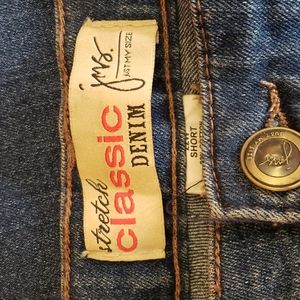 jms.
JUST MY SIZE
stretch
classic
DENIM
SHORT